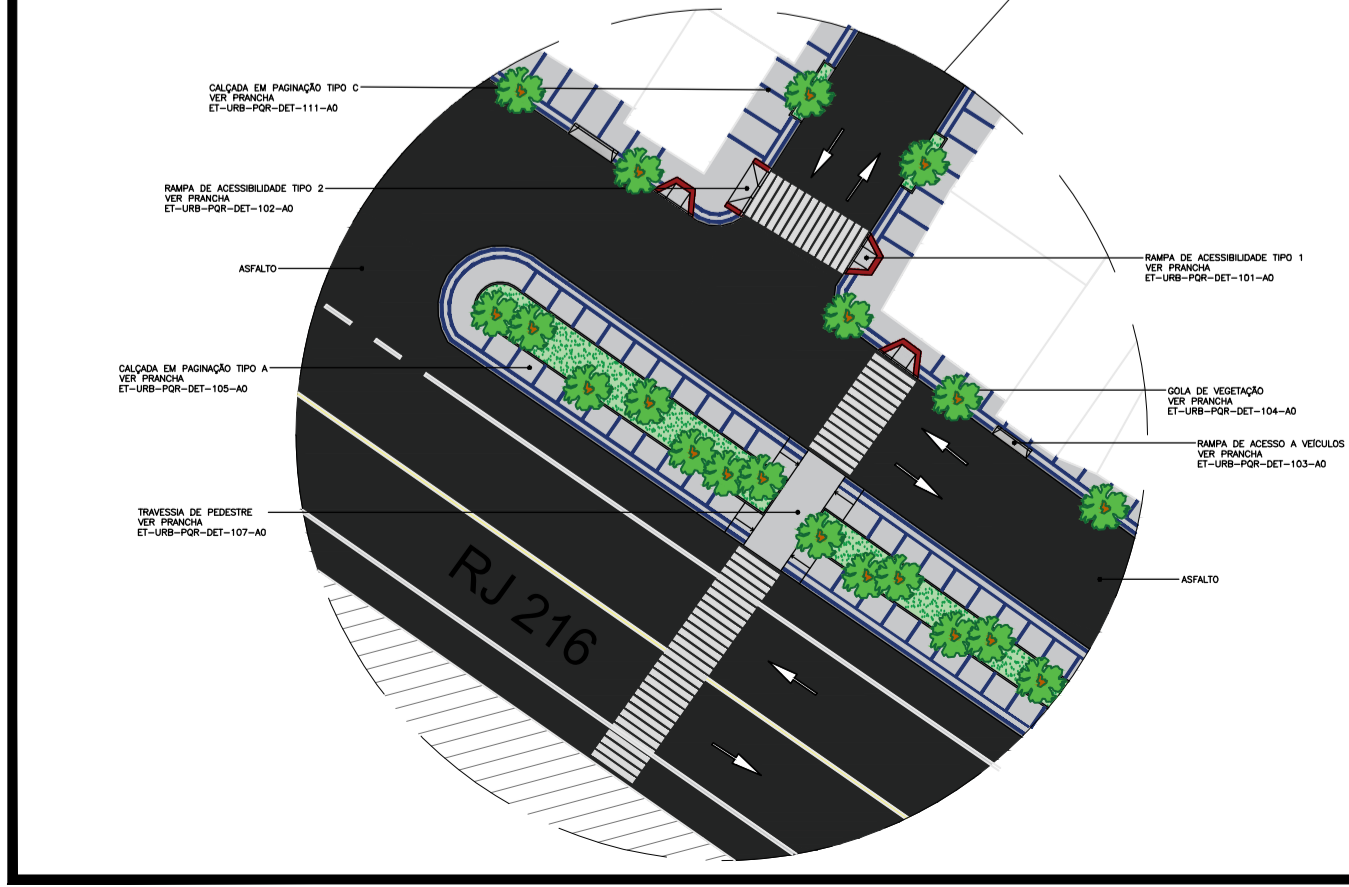 CALÇADA EM PAGINAÇÃO TIPO C
VER PRANCHA
ET-URB-PQR-DET-111-A0
RAMPA DE ACESSIBILIDADE TIPO 2
VER PRANCHA
ET-URB-PQR-DET-102-A0
ASFALTO
CALÇADA EM PAGINAÇÃO TIPO A
VER PRANCHA
ET-URB-PQR-DET-105-A0
TRAVESSIA DE PEDESTRE
VER PRANCHA
ET-URB-PQR-DET-107-A0
RJ 216
RAMPA DE ACESSIBILIDADE TIPO 1
VER PRANCHA
ET-URB-PQR-DET-101-A0
GOLA DE VEGETAÇÃO
VER PRANCHA
ET-URB-PQR-DET-104-A0
RAMPA DE ACESSO A VEÍCULOS
VER PRANCHA
ET-URB-PQR-DET-103-A0
ASFALTO